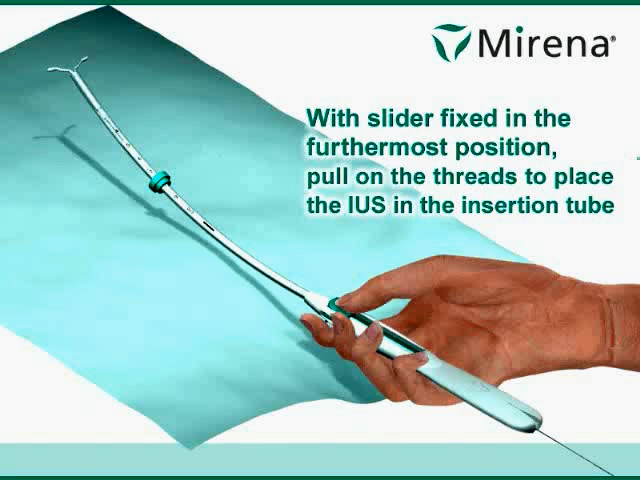 Mirena®
With slider fixed in the
furthermost position,
pull on the threads to place
the IUS in the insertion tube